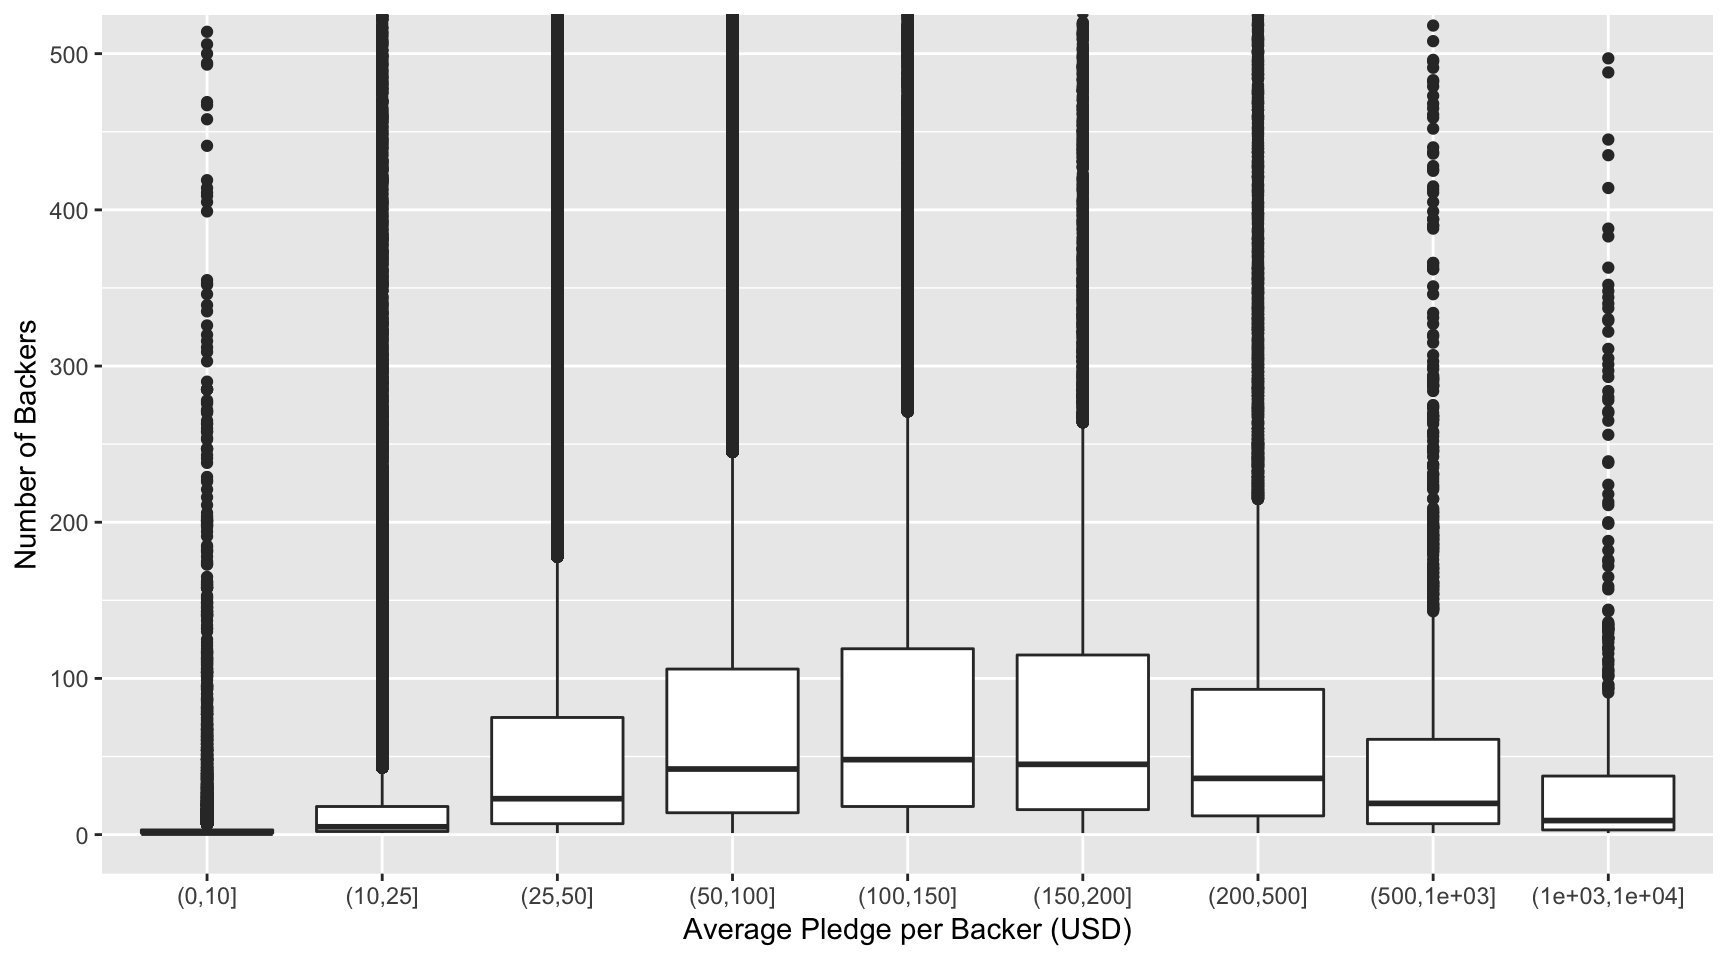 500
400
300
200
100
0
Number of Backers
(0,10] (10,25] (25,50] (50,100] (100,150] (150,200] (200,500] (500,1e+03] (1e+03,1e+04]
Average Pledge per Backer (USD)